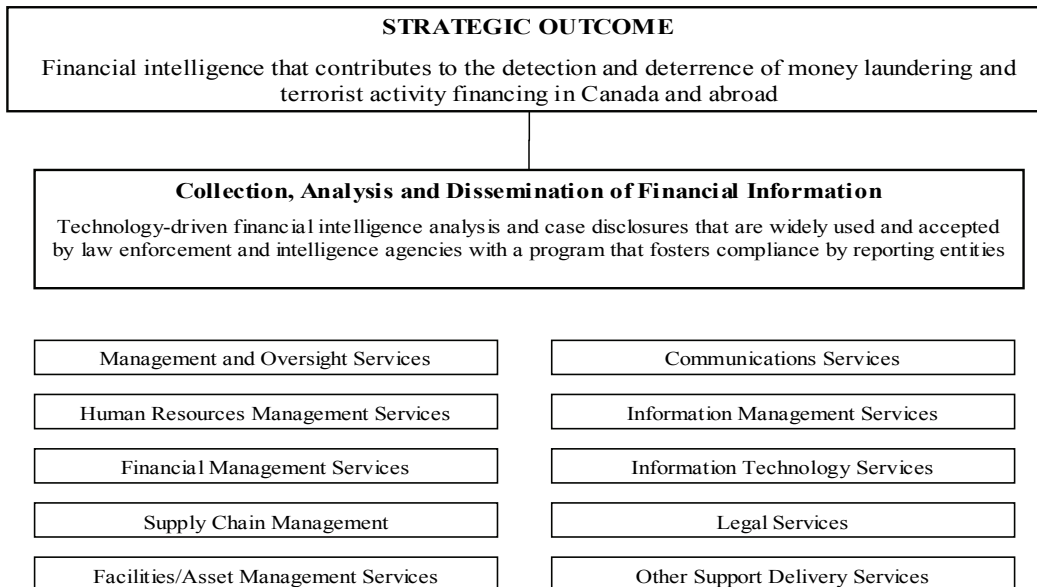 STRATEGIC OUTCOME
Financial intelligence that contributes to the detection and deterrence of money laundering and
terrorist activity financing in Canada and abroad
Collection, Analysis and Dissemination of Financial Information
Technology-driven financial intelligence analysis and case disclosures that are widely used and accepted
by law enforcement and intelligence agencies with a program that fosters compliance by reporting entities
Management and Oversight Services
Communications Services
Human Resources Management Services
Information Management Services
Financial Management Services
Information Technology Services
Supply Chain Management
Legal Services
Facilities/Asset Management Services
Other Support Delivery Services